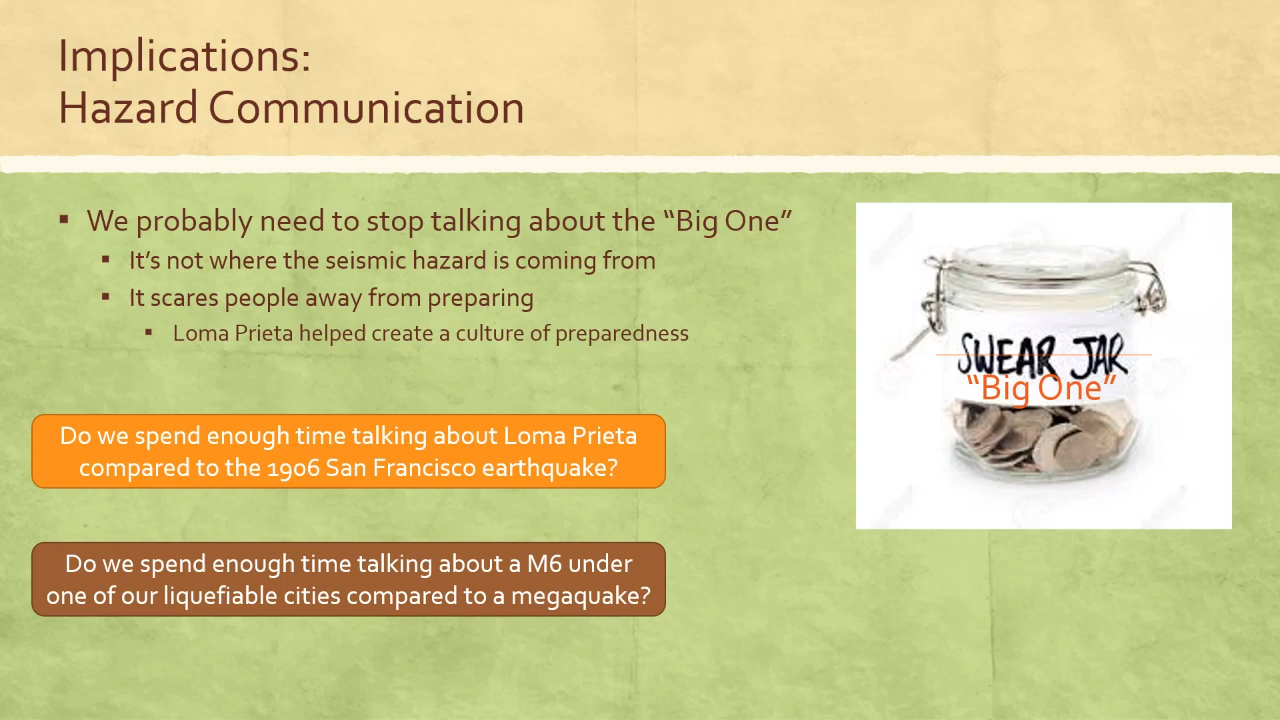 Implications:
Hazard Communication
▪ We probably need to stop talking about the “Big One”
▪ It’s not where the seismic hazard is coming from
▪ It scares people away from preparing
▪ Loma Prieta helped create a culture of preparedness
Do we spend enough time talking about Loma Prieta
compared to the 1906 San Francisco earthquake?
Do we spend enough time talking about a M6 under
one of our liquefiable cities compared to a megaquake?
SWEAR JAR
“Big One”